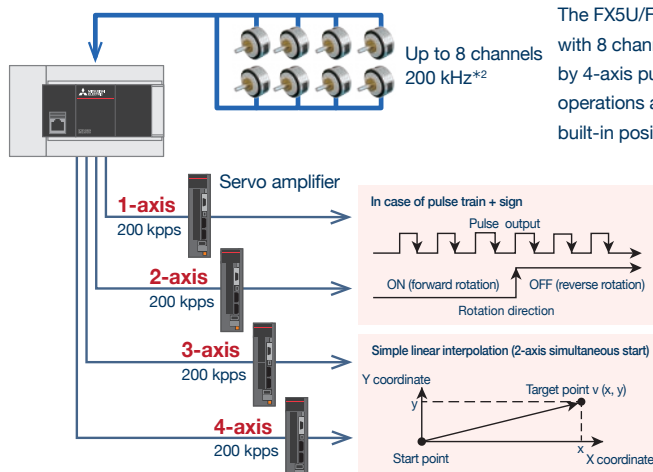 Up to 8 channels
200 kHz*2
The FX5U/F
with 8 chann
by 4-axis pu
operations a
built-in posi
MITSUBISHI
Servo amplifier
1-axis
200 kpps
2-axis
200 kpps
3-axis
200 kpps
4-axis
200 kpps
In case of pulse train + sign
Pulse output
ON (forward rotation)
OFF (reverse rotation)
Rotation direction
Simple linear interpolation (2-axis simultaneous start)
Y coordinate
Target point v (x, y)
y
Start point
x
X coordinate